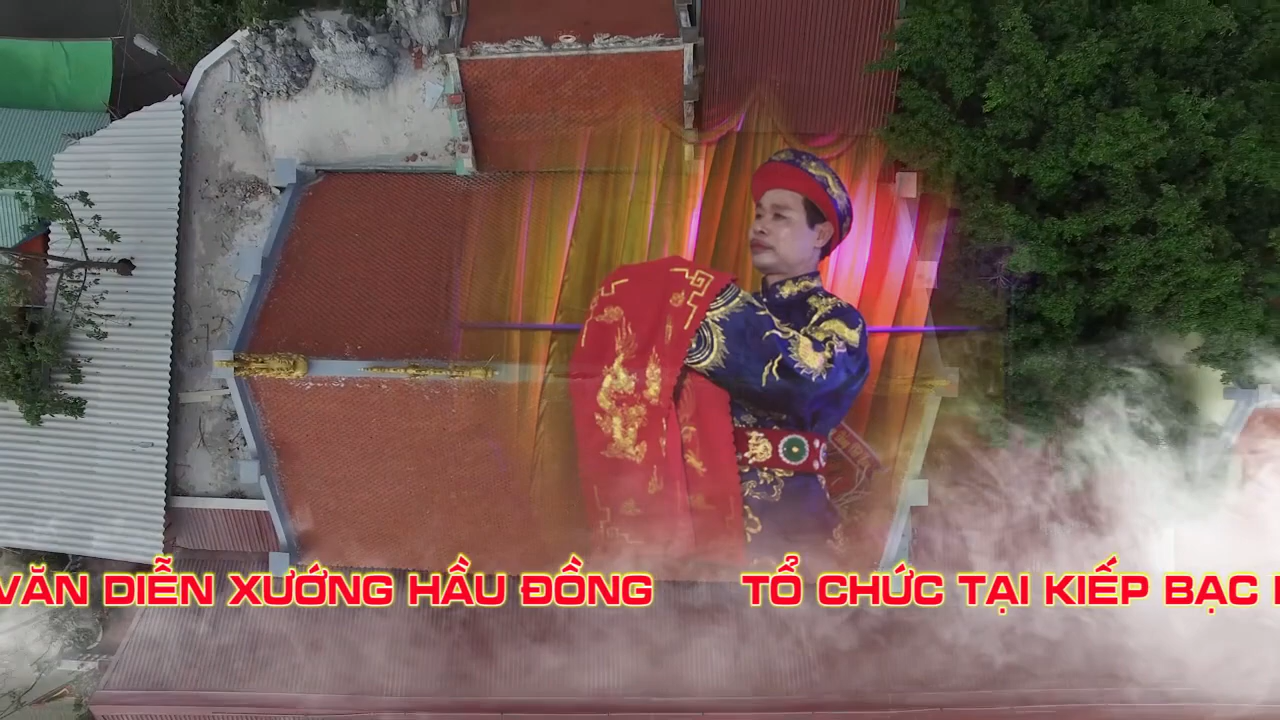 VĂN DIỄN XƯỚNG HẦU ĐỒNG TỔ CHỨC TẠI KIẾP BẠC